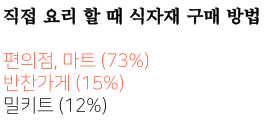 직접 요리 할 때 식자재 구매 방법
편의점, 마트 (73%)
반찬가게 (15%)
밀키트 (12%)